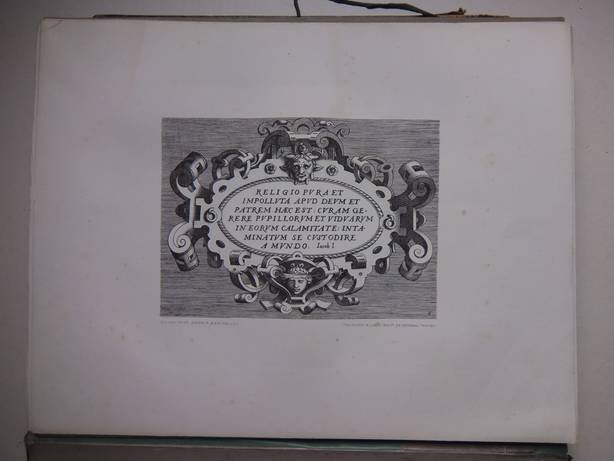 RELIGIO PVRA ET
IMPOLLVTA APVD DEVM ET
PATREM HÆC EST: CVRAM GE-
RERE PVPILLORVM ET VIDVARVM
IN EORVM CALAMITATE: INTA-
MINATVM SE CVSTODIRE
A MVNDO. Iacob 1